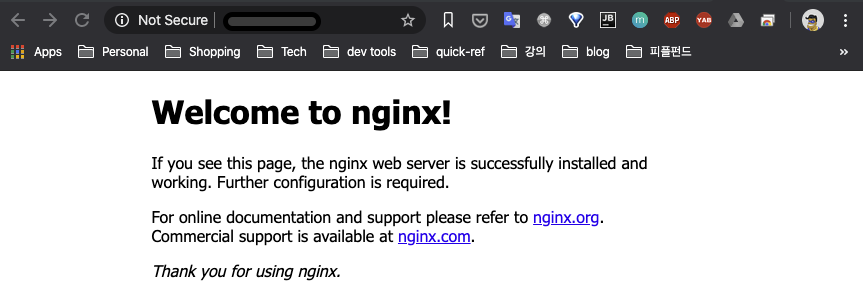 Not Secure
JB m ABP YAB
Apps Personal Shopping Tech dev tools quick-ref 강의 blog 피플펀드 »
Welcome to nginx!
If you see this page, the nginx web server is successfully installed and
working. Further configuration is required.
For online documentation and support please refer to nginx.org.
Commercial support is available at nginx.com.
Thank you for using nginx.